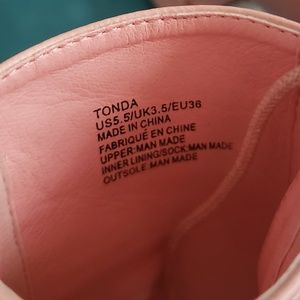 TONDA
US5.5/UK3.5/EU36
MADE IN CHINA
FABRIQUÉ EN CHINE
UPPER:MAN MADE
INNER LINING/SOCK:MAN MADE
OUTSOLE:MAN MADE